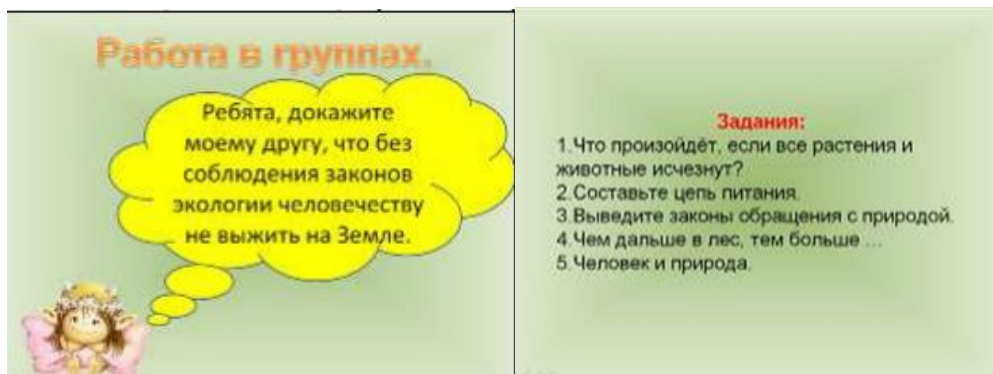 Работа в группах.
Ребята, докажите
моему другу, что без
соблюдения законов
экологии человечеству
не выжить на Земле.
Задания:
1.Что произойдёт, если все растения и
животные исчезнут?
2.Составьте цепь питания.
3.Выведите законы обращения с природой.
4.Чем дальше в лес, тем больше ...
5.Человек и природа.